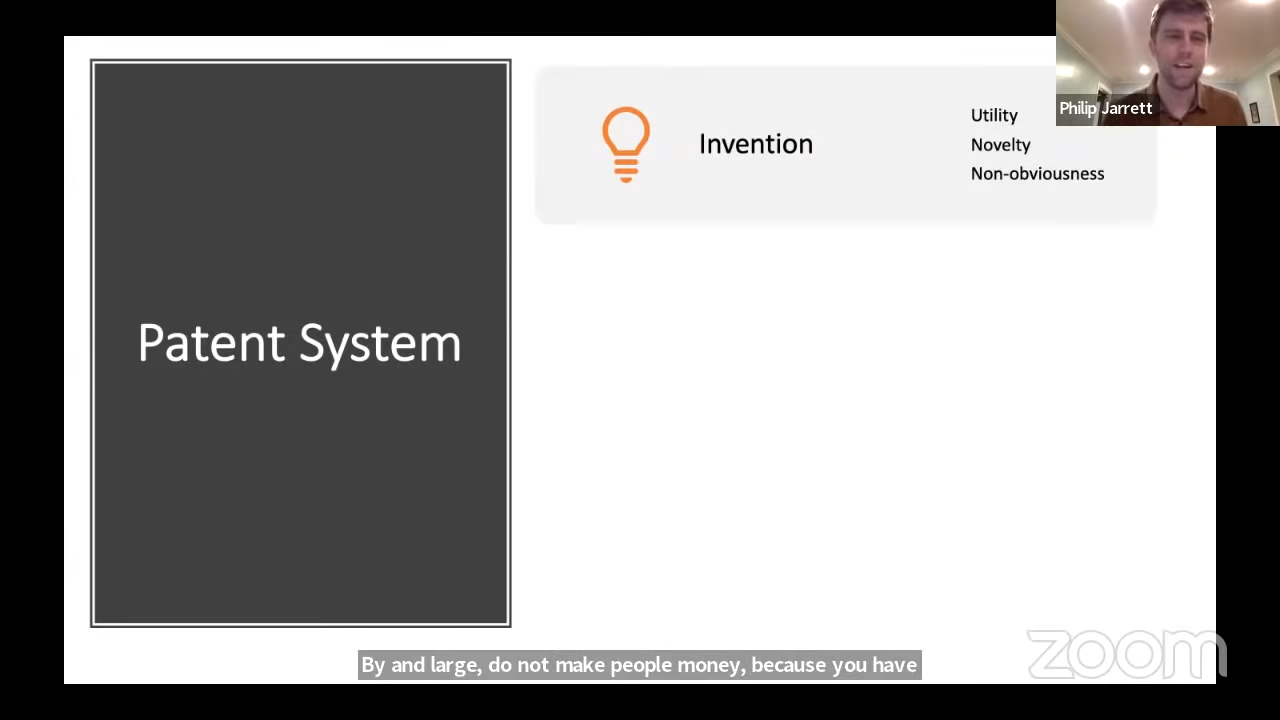 Patent System
Invention
Utility
Novelty
Non-obviousness
Philip Jarrett
By and large, do not make people money, because you have
zoom